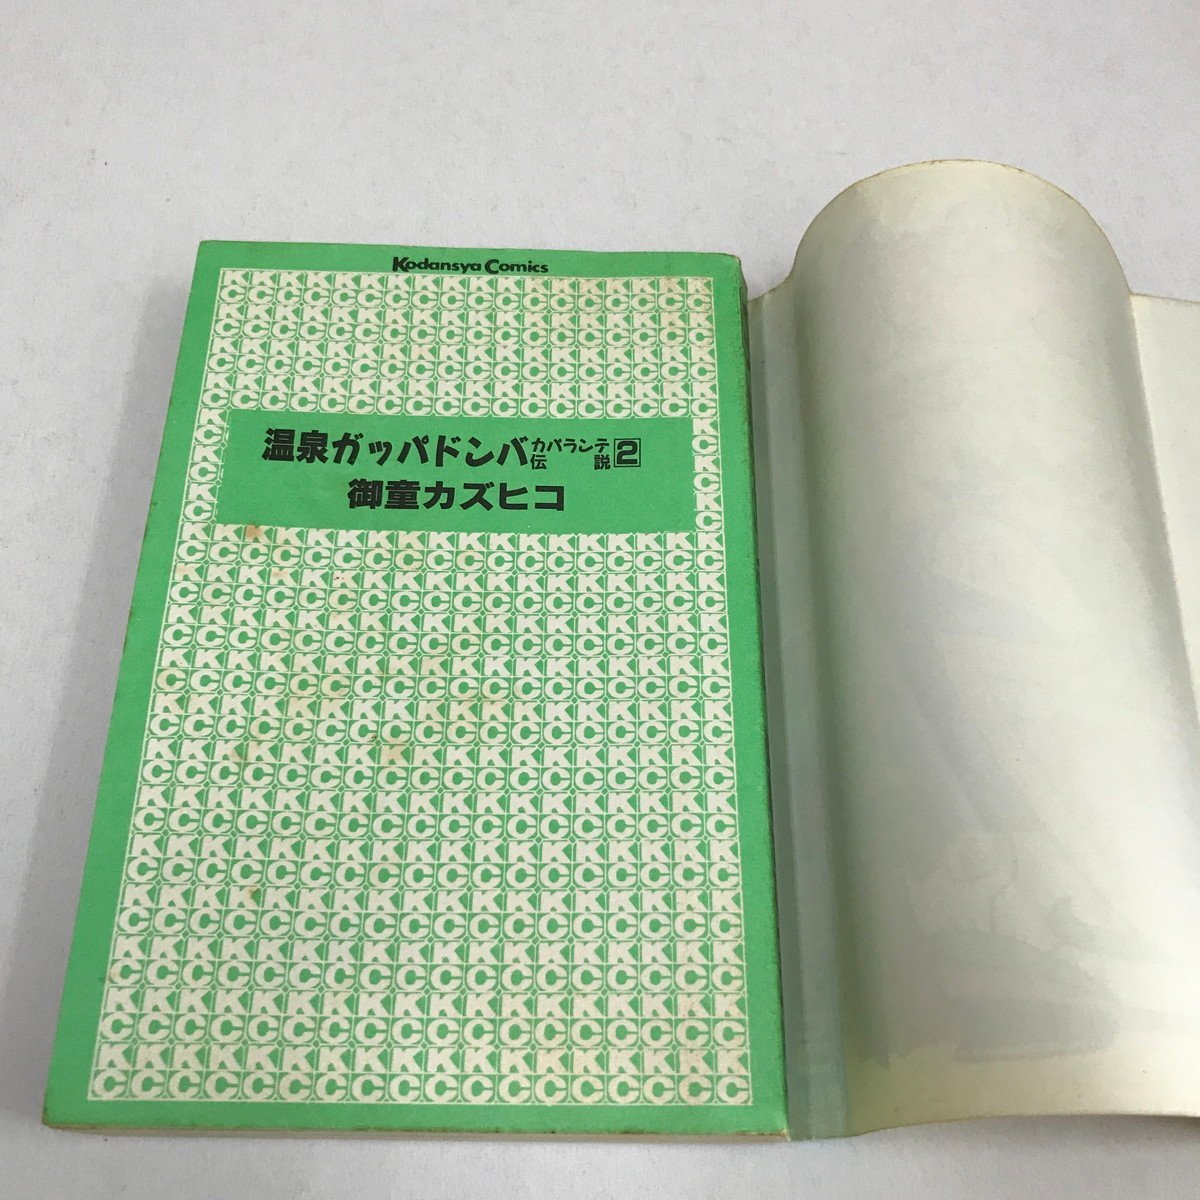 Kodansya Comics
温泉ガッパドンバ カパランテ伝説 2
御童カズヒコ